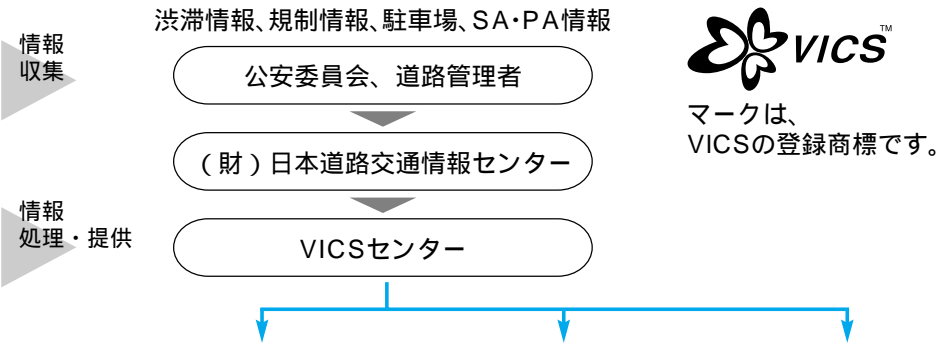 渋滞情報、規制情報、駐車場、SA・PA情報
情報
収集
公安委員会、道路管理者
VICS™
マークは、
VICSの登録商標です。
(財)日本道路交通情報センター
情報
処理・提供
VICSセンター